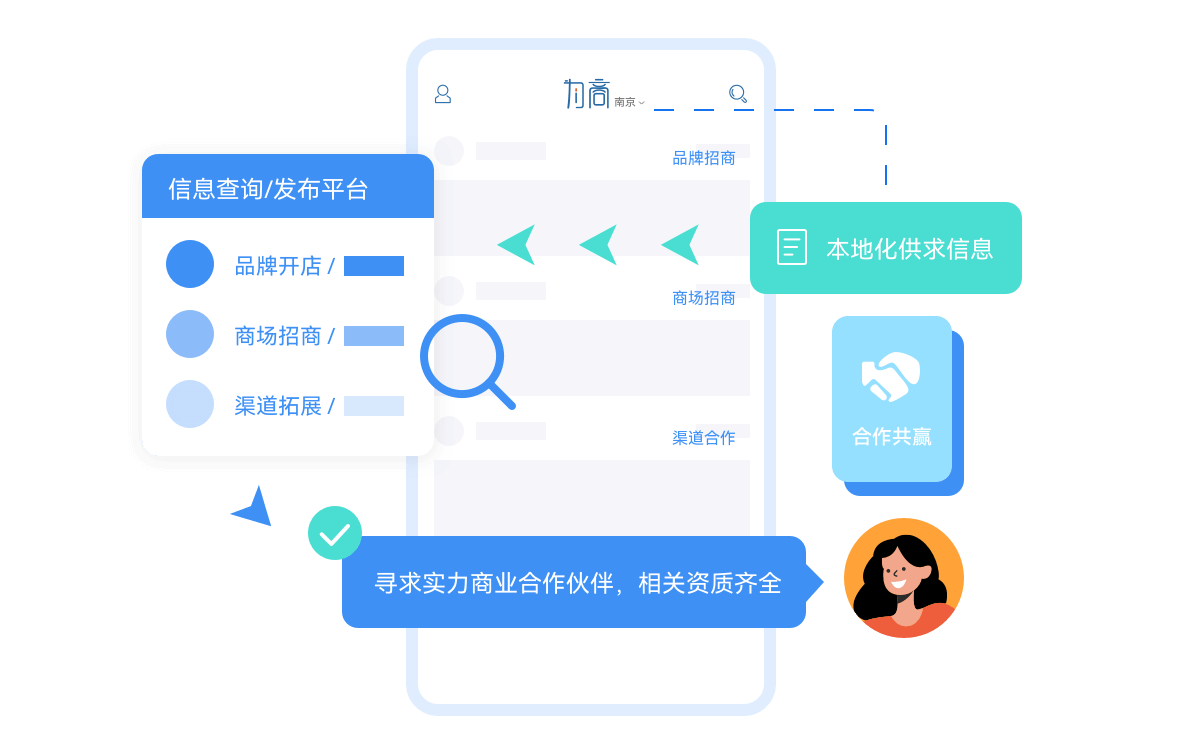 南京
品牌招商
信息查询/发布平台
本地化供求信息
品牌开店 /
商场招商
商场招商 /
渠道拓展 /
渠道合作
合作共赢
寻求实力商业合作伙伴，相关资质齐全